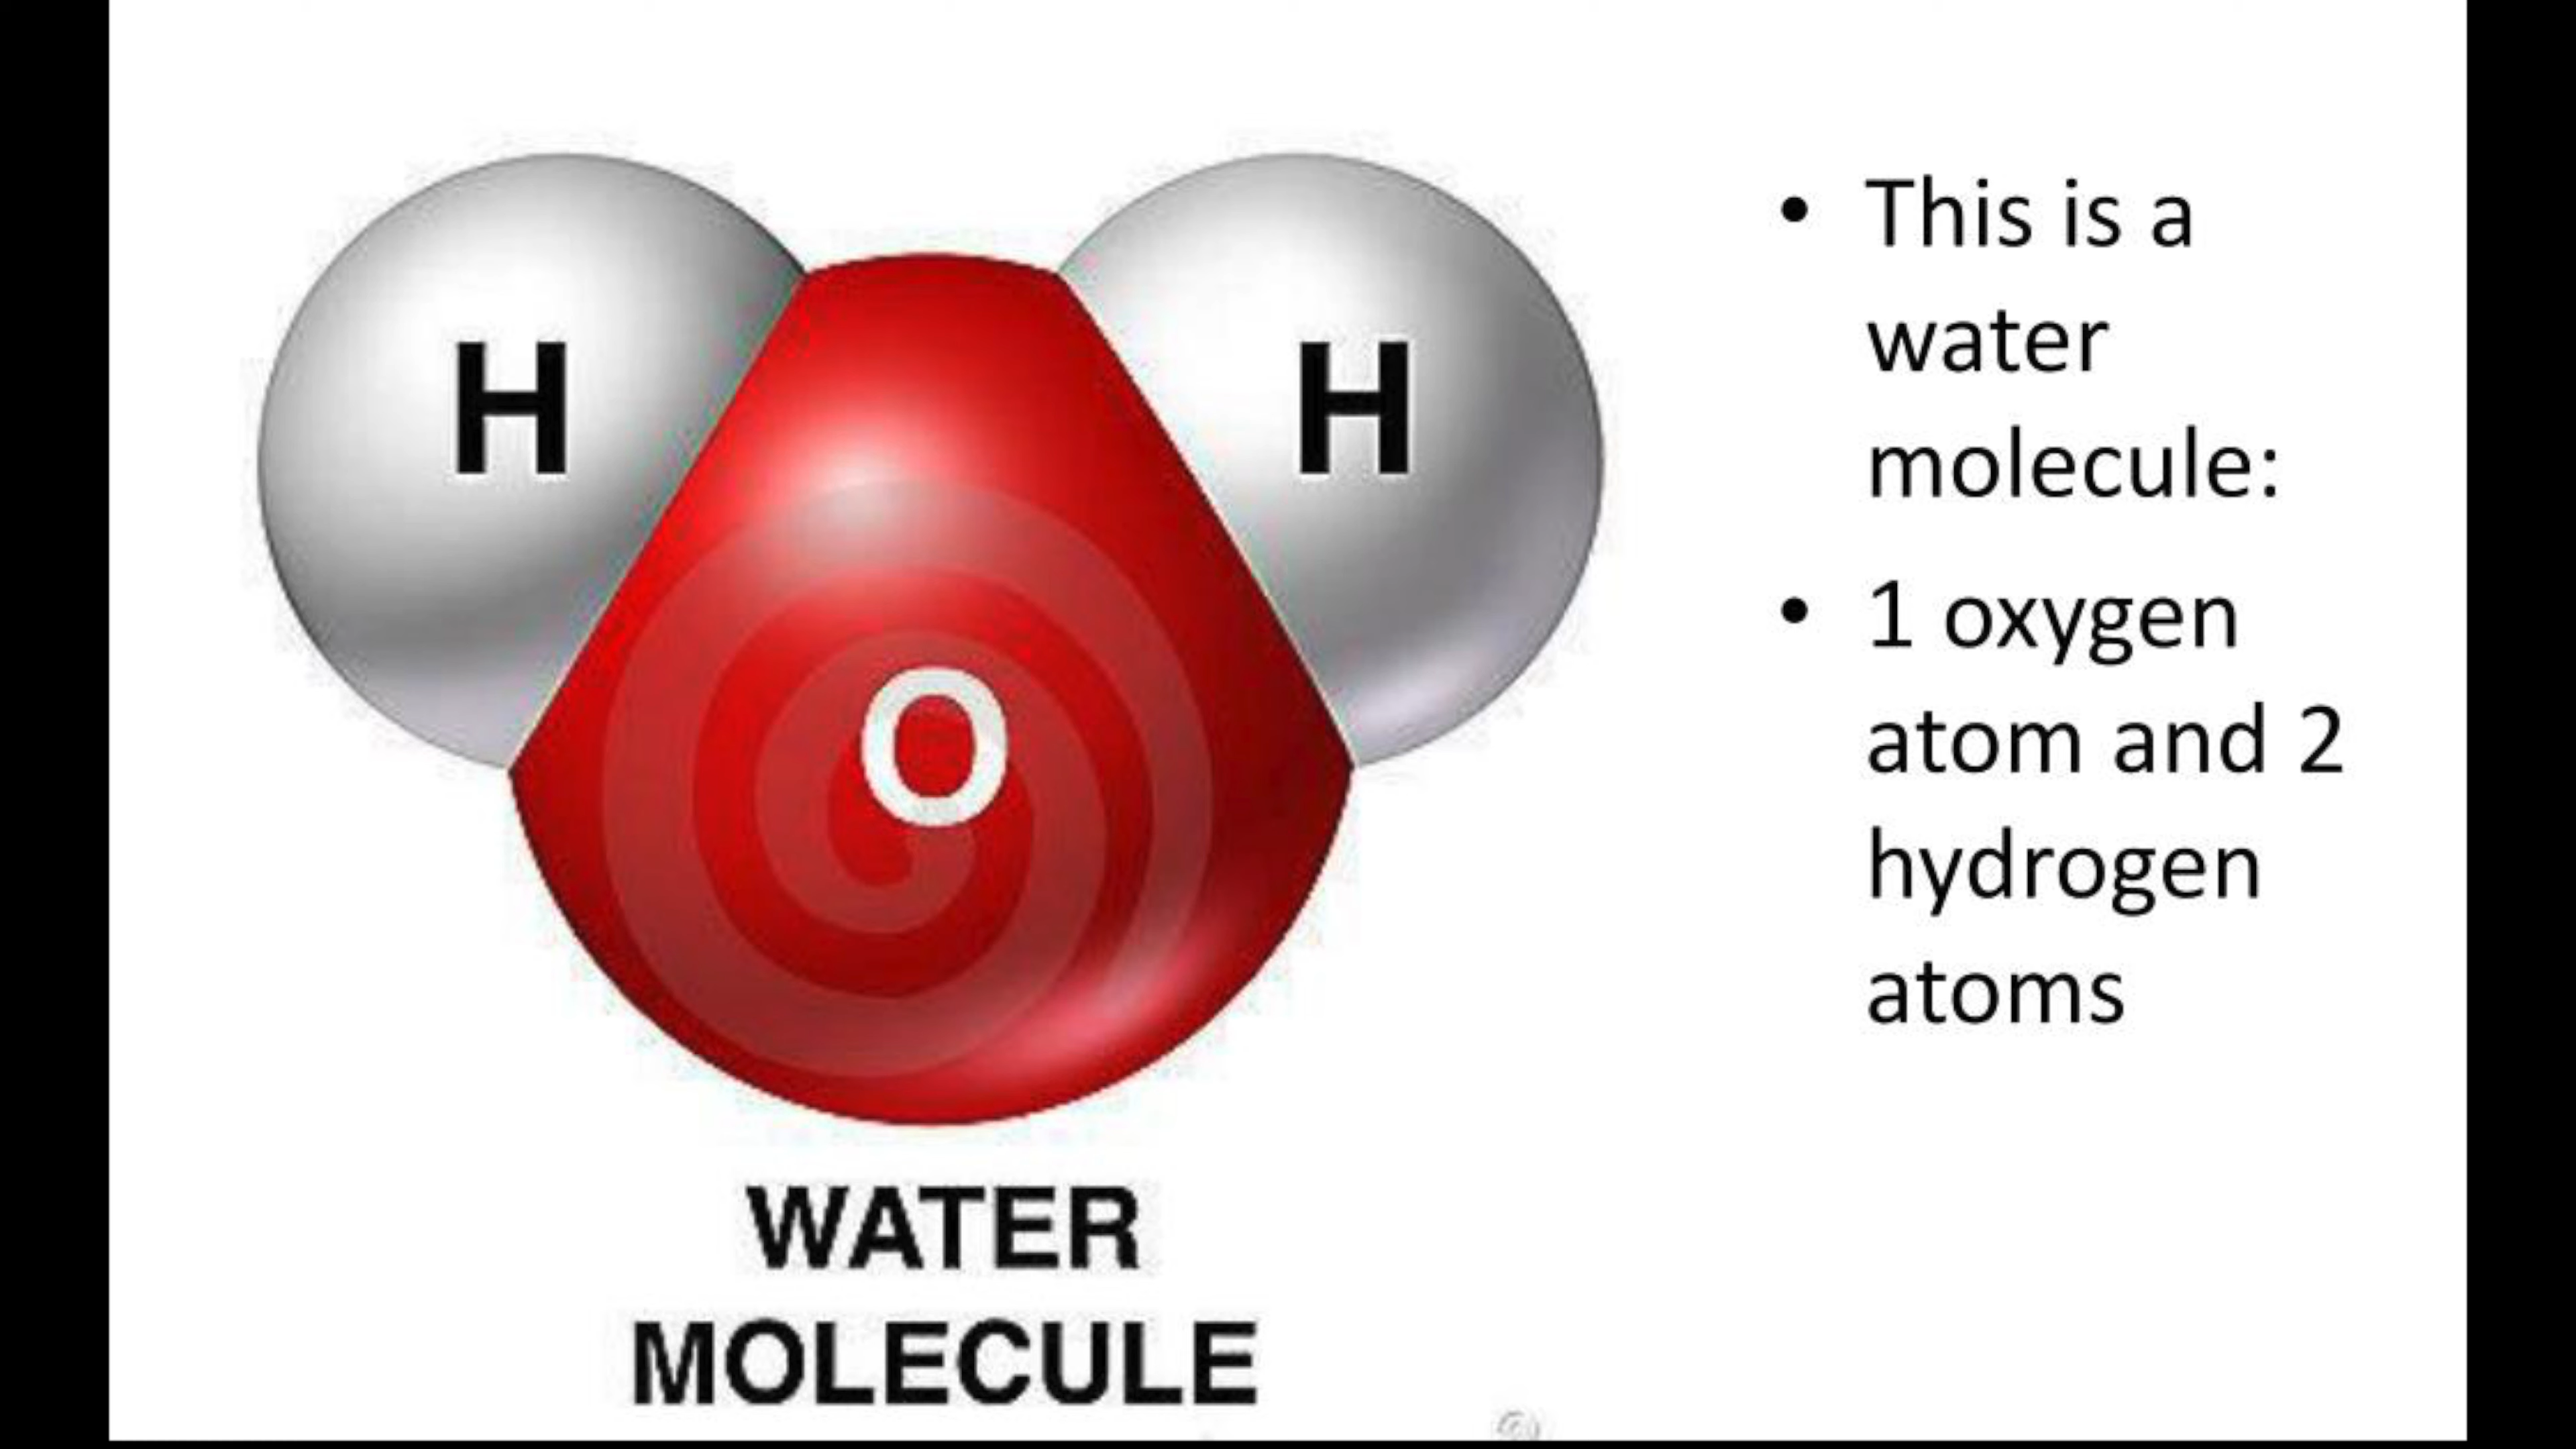 H
H
O
WATER
MOLECULE
• This is a
water
molecule:
• 1 oxygen
atom and 2
hydrogen
atoms